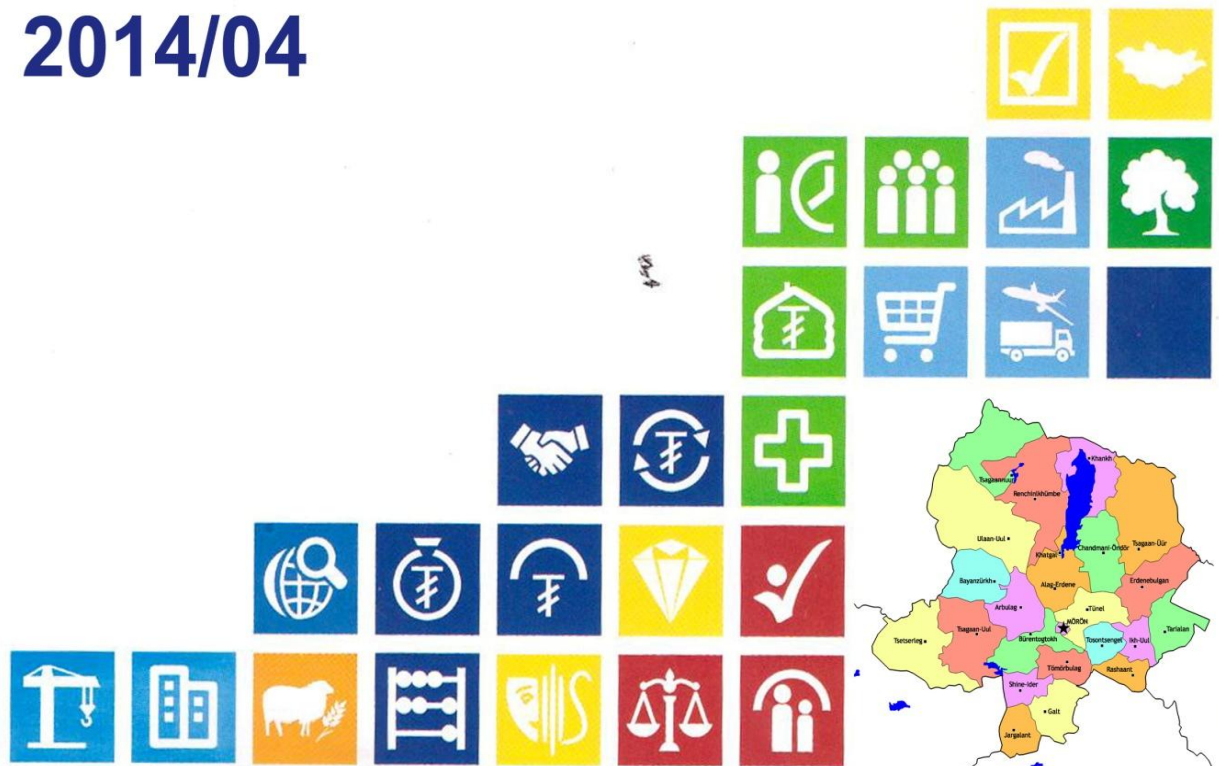 2014/04
Khankh
Tsagaannuur
Renchinlkhümbe
Ulaan-Uul
Khatgal
Chandmani-Öndör
Tsagaan-Üür
Bayanzürkh
Alag-Erdene
Erdenebulgan
Arbulag
Tünel
MÖRÖN
Tsetserleg
Tsagaan-Uul
Bürentogtokh
Tosontsengel
Ikh-Uul
Tarialan
Tömörbulag
Rashaant
Shine-Ider
Galt
Jargalant